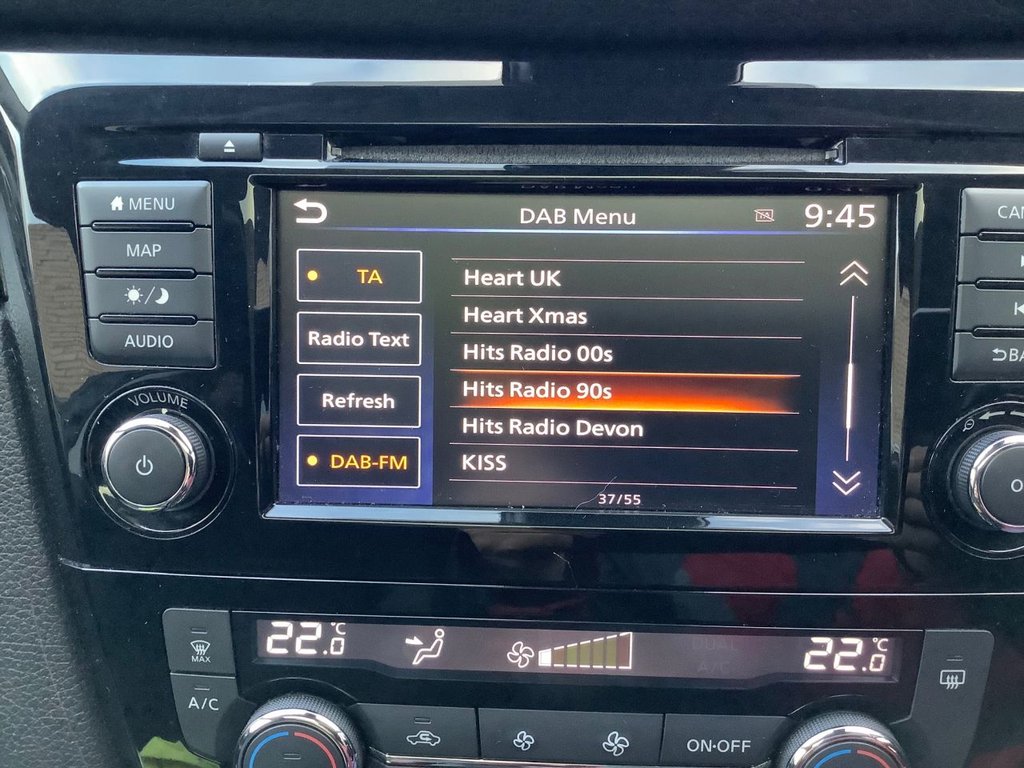 MENU
MAP
AUDIO
VOLUME
DAB Menu
TA
9:45
TA
Radio Text
Refresh
DAB-FM
Heart UK
Heart Xmas
Hits Radio 00s
Hits Radio 90s
Hits Radio Devon
KISS
37/55
22.0°C
22.0°C
MAX
A/C
ON·OFF